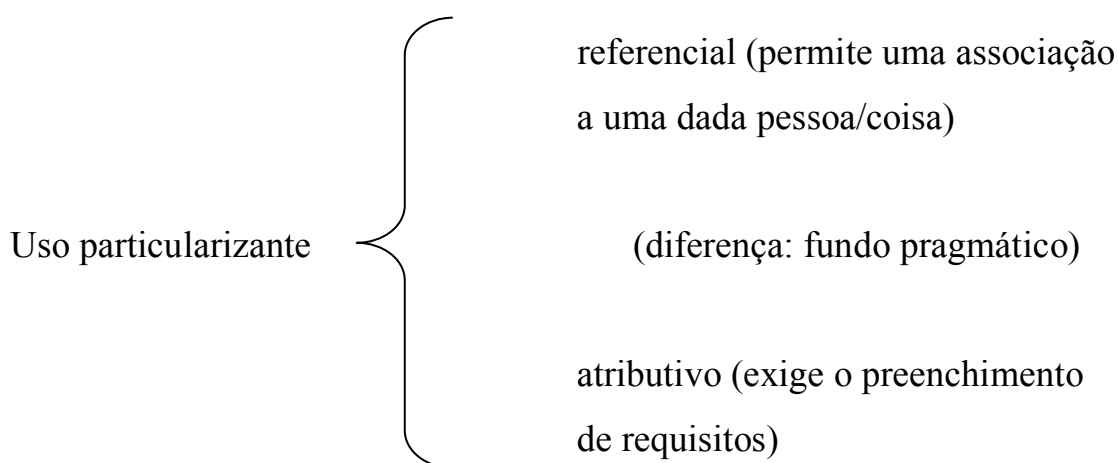 referencial (permite uma associação
a uma dada pessoa/coisa)
Uso particularizante
(diferença: fundo pragmático)
atributivo (exige o preenchimento
de requisitos)